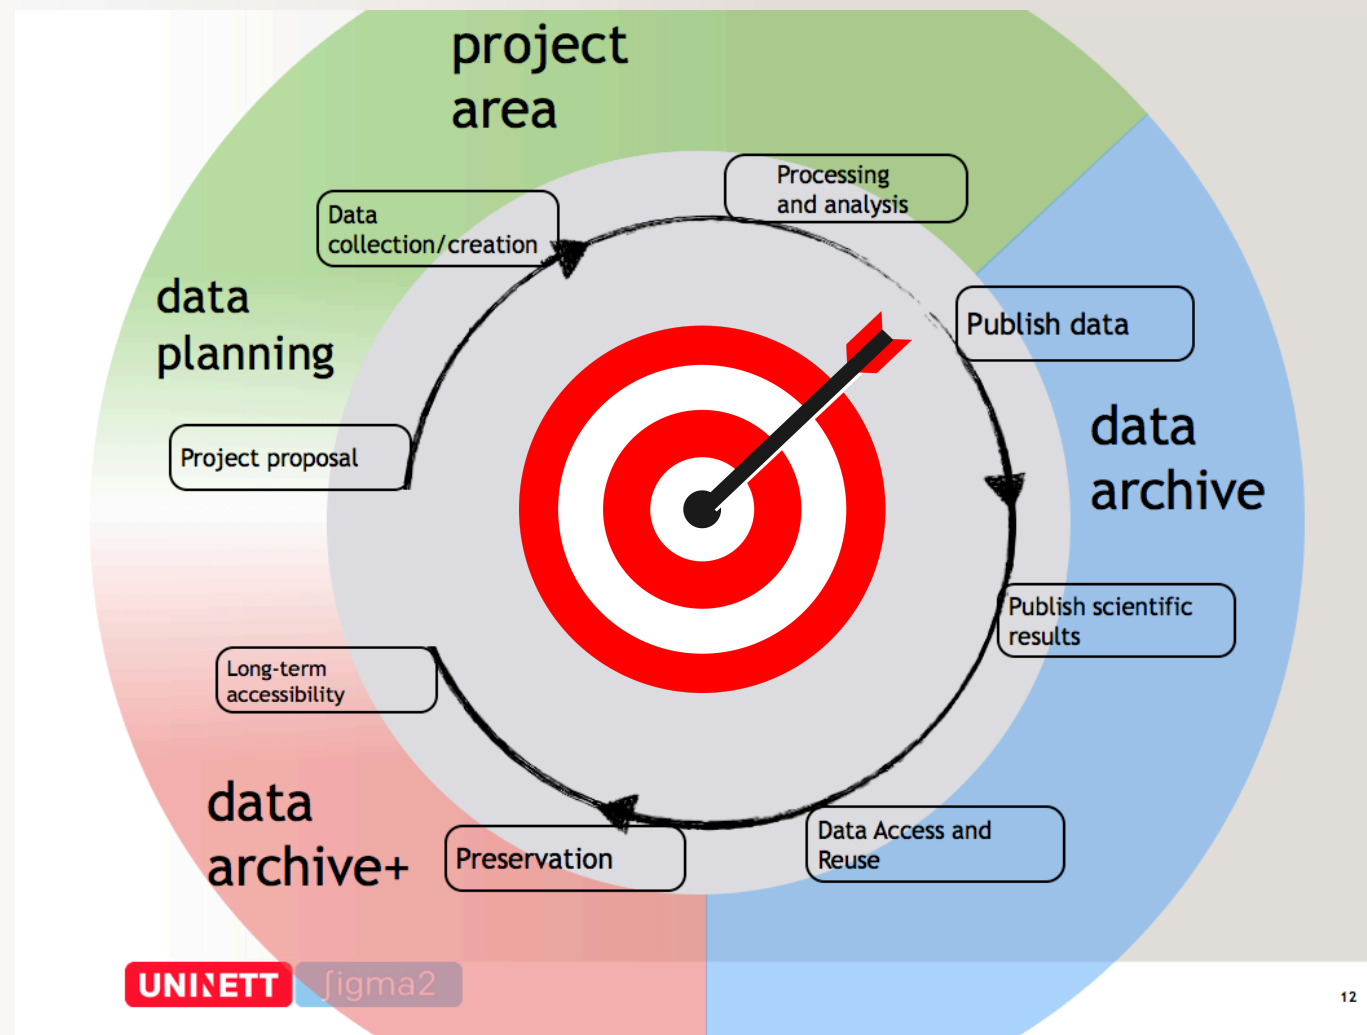 project
area
Processing
and analysis
Data
collection/creation
data
planning
Publish data
data
archive
Project proposal
Publish scientific
results
Long-term
accessibility
data
archive+
Preservation
Data Access and
Reuse
UNINETT
ʃigma2
12